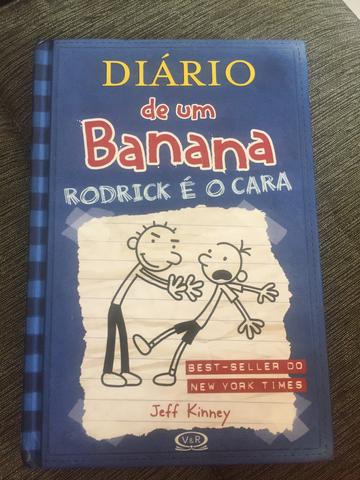 DIÁRIO
de um
Banana
RODRICK É O CARA
BEST-SELLER DO
NEW YORK TIMES
Jeff Kinney
V&R